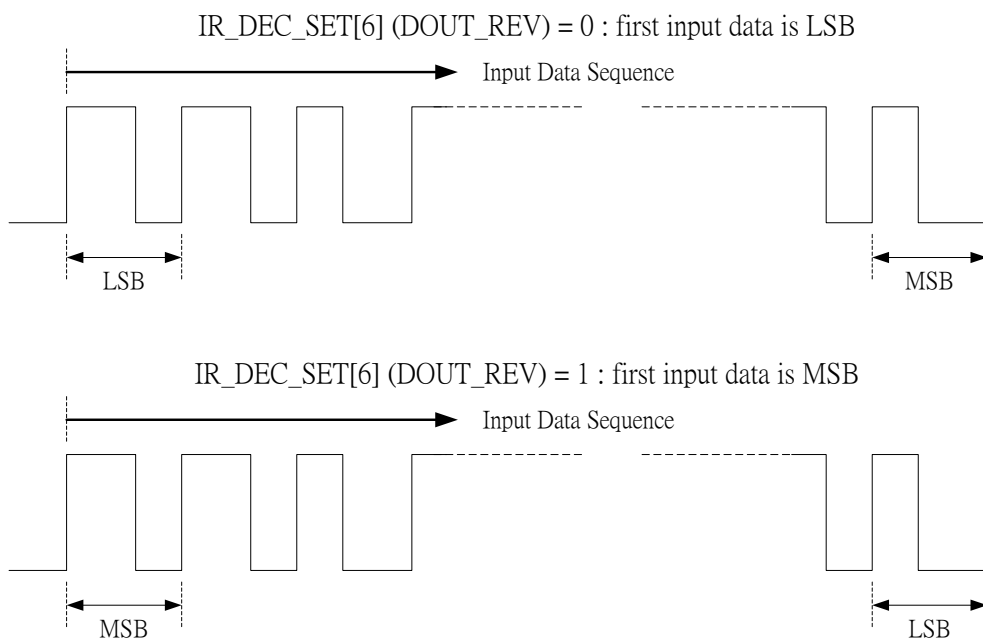 IR_DEC_SET[6] (DOUT_REV) = 0 : first input data is LSB
Input Data Sequence
LSB
MSB
IR_DEC_SET[6] (DOUT_REV) = 1 : first input data is MSB
Input Data Sequence
MSB
LSB